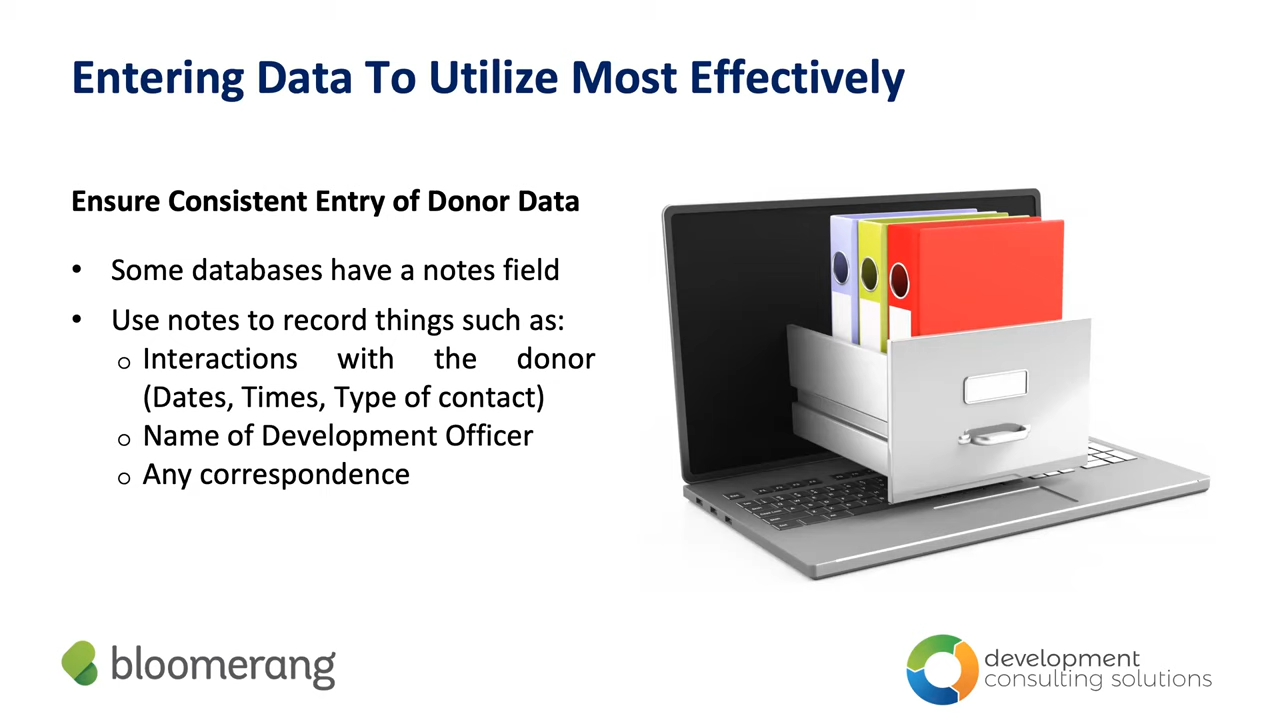 Entering Data To Utilize Most Effectively
Ensure Consistent Entry of Donor Data
• Some databases have a notes field
• Use notes to record things such as:
o Interactions with the donor
(Dates, Times, Type of contact)
o Name of Development Officer
o Any correspondence
bloomerang
development
consulting solutions